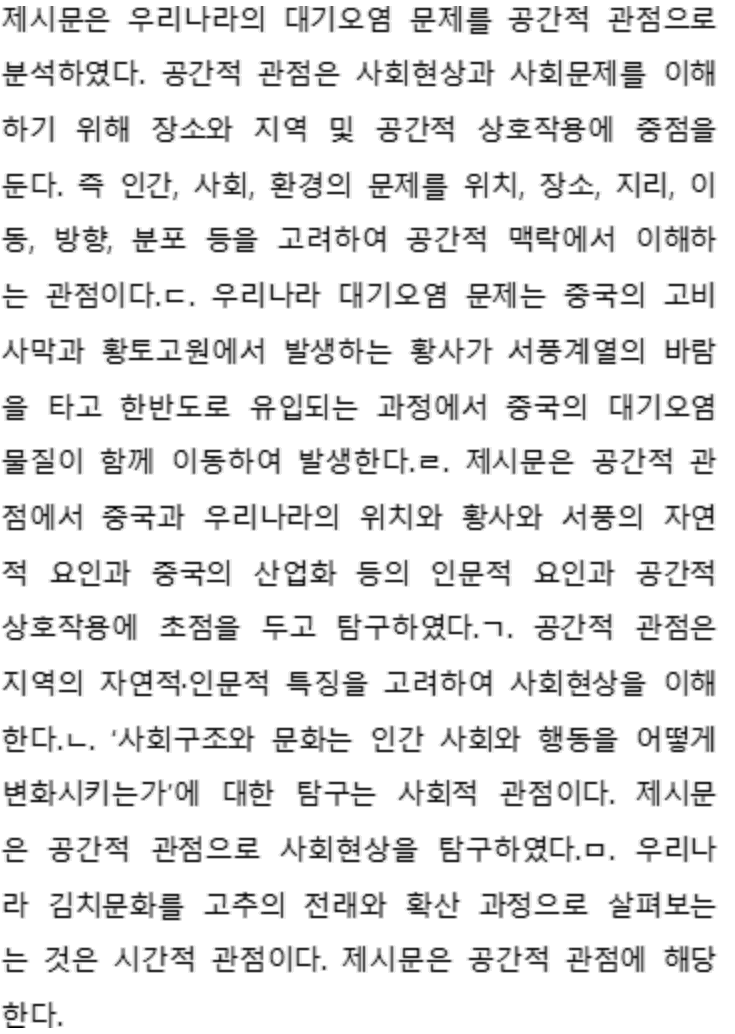 제시문은 우리나라의 대기오염 문제를 공간적 관점으로
분석하였다. 공간적 관점은 사회현상과 사회문제를 이해
하기 위해 장소와 지역 및 공간적 상호작용에 중점을
둔다. 즉 인간, 사회, 환경의 문제를 위치, 장소, 지리, 이
동, 방향, 분포 등을 고려하여 공간적 맥락에서 이해하
는 관점이다.ㄷ. 우리나라 대기오염 문제는 중국의 고비
사막과 황토고원에서 발생하는 황사가 서풍계열의 바람
을 타고 한반도로 유입되는 과정에서 중국의 대기오염
물질이 함께 이동하여 발생한다.ㄹ. 제시문은 공간적 관
점에서 중국과 우리나라의 위치와 황사와 서풍의 자연
적 요인과 중국의 산업화 등의 인문적 요인과 공간적
상호작용에 초점을 두고 탐구하였다.ㄱ. 공간적 관점은
지역의 자연적·인문적 특징을 고려하여 사회현상을 이해
한다.ㄴ. '사회구조와 문화는 인간 사회와 행동을 어떻게
변화시키는가'에 대한 탐구는 사회적 관점이다. 제시문
은 공간적 관점으로 사회현상을 탐구하였다.ㅁ. 우리나
라 김치문화를 고추의 전래와 확산 과정으로 살펴보는
는 것은 시간적 관점이다. 제시문은 공간적 관점에 해당
한다.